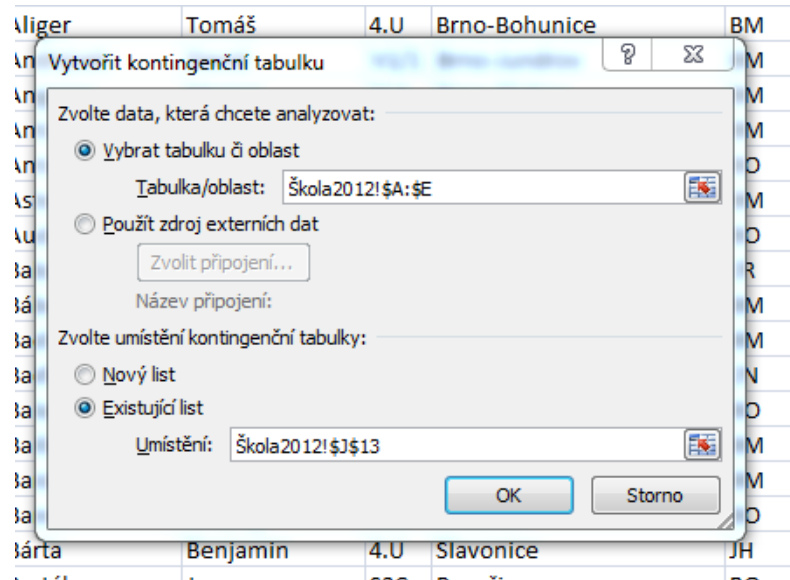 Aliger Tomáš 4.U Brno-Bohunice BM
Vytvořit kontingenční tabulku
Zvolte data, která chcete analyzovat:
Vybrat tabulku či oblast
Tabulka/oblast: Škola2012!$A:$E
Použít zdroj externích dat
Zvolit připojení...
Název připojení:
Zvolte umístění kontingenční tabulky:
Nový list
Existující list
Umístění: Škola2012!$J$13
OK Storno
Bárta Benjamin 4.U Slavonice JH